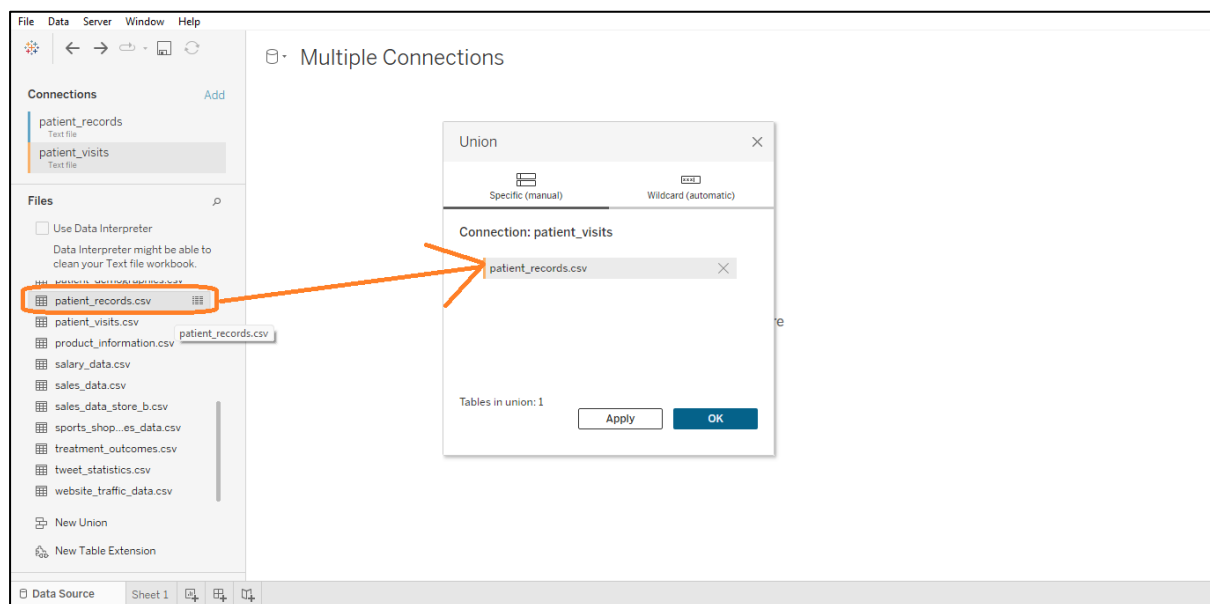 File Data Server Window Help
Multiple Connections
Connections Add
patient_records
Text file
patient_visits
Text file
Files
Use Data Interpreter
Data Interpreter might be able to
clean your Text file workbook.
patient_demographics.csv
patient_records.csv
patient_visits.csv
patient_records.csv
product_information.csv
salary_data.csv
sales_data.csv
sales_data_store_b.csv
sports_shop...es_data.csv
treatment_outcomes.csv
tweet_statistics.csv
website_traffic_data.csv
New Union
New Table Extension
Union
Specific (manual) Wildcard (automatic)
Connection: patient_visits
patient_records.csv
Tables in union: 1
Apply OK
re
Data Source Sheet 1